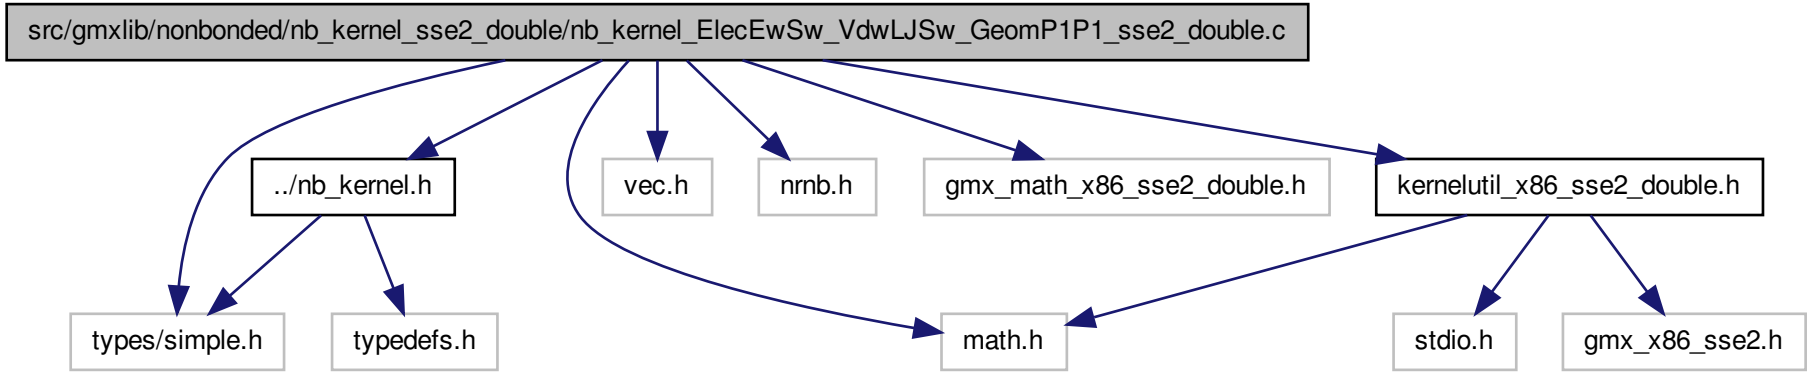 src/gmxlib/nonbonded/nb_kernel_sse2_double/nb_kernel_ElecEwSw_VdwLJSw_GeomP1P1_sse2_double.c
../nb_kernel.h
vec.h
nrnb.h
gmx_math_x86_sse2_double.h
kernelutil_x86_sse2_double.h
types/simple.h
typedefs.h
math.h
stdio.h
gmx_x86_sse2.h